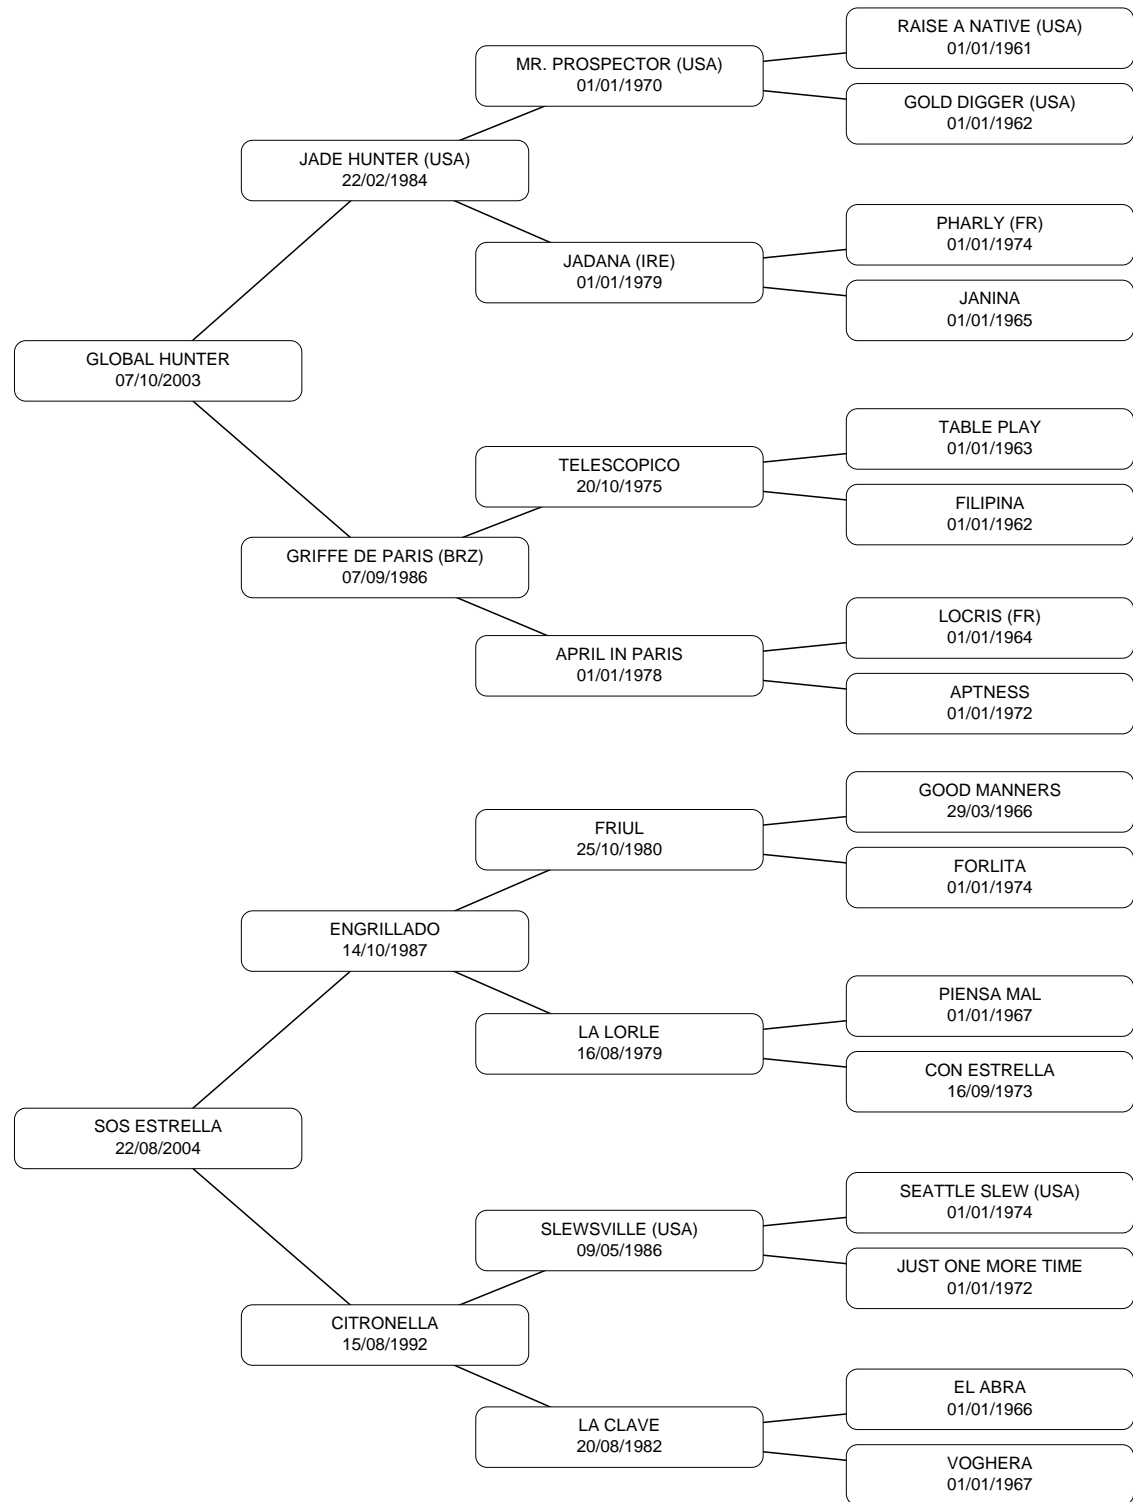 RAISE A NATIVE (USA)
01/01/1961
MR. PROSPECTOR (USA)
01/01/1970
GOLD DIGGER (USA)
01/01/1962
JADE HUNTER (USA)
22/02/1984
PHARLY (FR)
01/01/1974
JADANA (IRE)
01/01/1979
JANINA
01/01/1965
GLOBAL HUNTER
07/10/2003
TABLE PLAY
01/01/1963
TELESCOPICO
20/10/1975
FILIPINA
01/01/1962
GRIFFE DE PARIS (BRZ)
07/09/1986
LOCRIS (FR)
01/01/1964
APRIL IN PARIS
01/01/1978
APTNESS
01/01/1972
GOOD MANNERS
29/03/1966
FRIUL
25/10/1980
FORLITA
01/01/1974
ENGRILLADO
14/10/1987
PIENSA MAL
01/01/1967
LA LORLE
16/08/1979
CON ESTRELLA
16/09/1973
SOS ESTRELLA
22/08/2004
SEATTLE SLEW (USA)
01/01/1974
SLEWSVILLE (USA)
09/05/1986
JUST ONE MORE TIME
01/01/1972
CITRONELLA
15/08/1992
EL ABRA
01/01/1966
LA CLAVE
20/08/1982
VOGHERA
01/01/1967